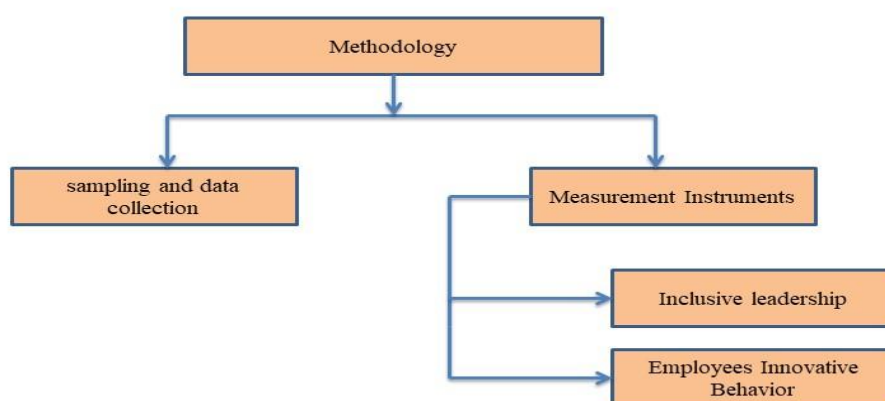 Methodology
sampling and data
collection
Measurement Instruments
Inclusive leadership
Employees Innovative
Behavior